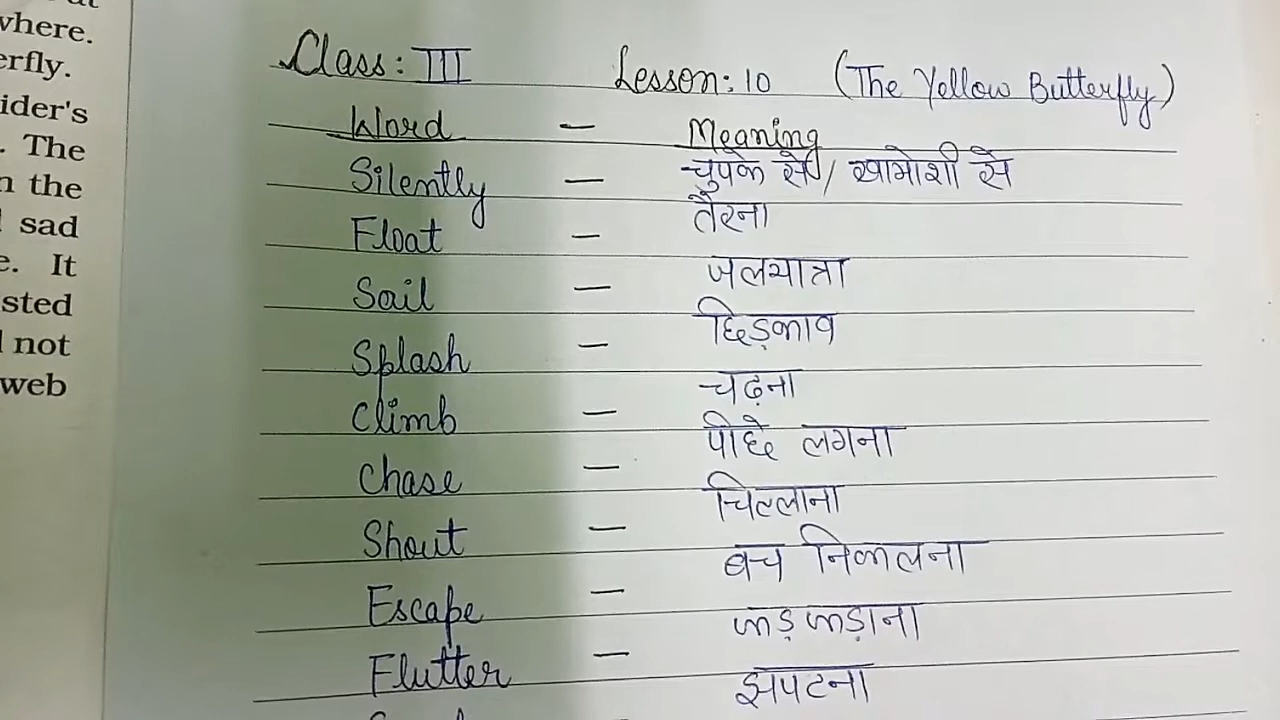 where.
erfly.
ider's
. The
n the
sad
e. It
sted
not
web
Class: III Lesson: 10 (The Yellow Butterfly)
Word – Meaning
Silently – चुपके से / खामोशी से
Float – तैरना
Sail – जलयात्रा
Splash – छिड़काव
Climb – चढ़ना
Chase – पीछे लगना
Shout – चिल्लाना
Escape – बच निकलना
Flutter – फड़फड़ाना
झपटना